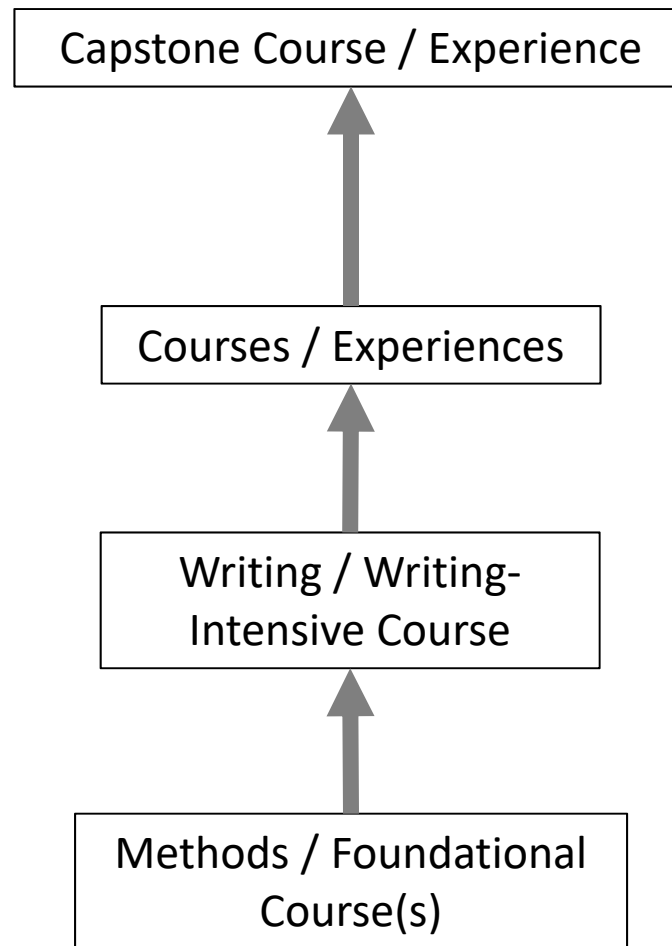 Capstone Course / Experience
Courses / Experiences
Writing / Writing-
Intensive Course
Methods / Foundational
Course(s)